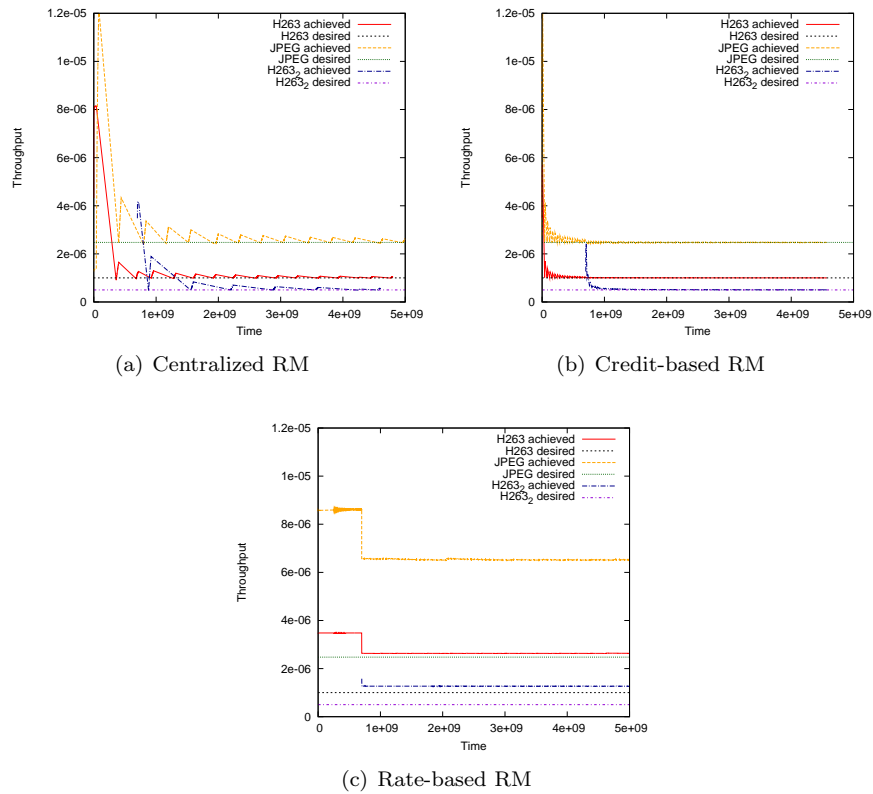 1.2e-05
1e-05
8e-06
6e-06
4e-06
2e-06
0
Throughput
H263 achieved
H263 desired
JPEG achieved
JPEG desired
H263₂ achieved
H263₂ desired
0 1e+09 2e+09 3e+09 4e+09 5e+09
Time
(a) Centralized RM
1.2e-05
1e-05
8e-06
6e-06
4e-06
2e-06
0
Throughput
H263 achieved
H263 desired
JPEG achieved
JPEG desired
H263₂ achieved
H263₂ desired
0 1e+09 2e+09 3e+09 4e+09 5e+09
Time
(b) Credit-based RM
1.2e-05
1e-05
8e-06
6e-06
4e-06
2e-06
0
Throughput
H263 achieved
H263 desired
JPEG achieved
JPEG desired
H263₂ achieved
H263₂ desired
0 1e+09 2e+09 3e+09 4e+09 5e+09
Time
(c) Rate-based RM